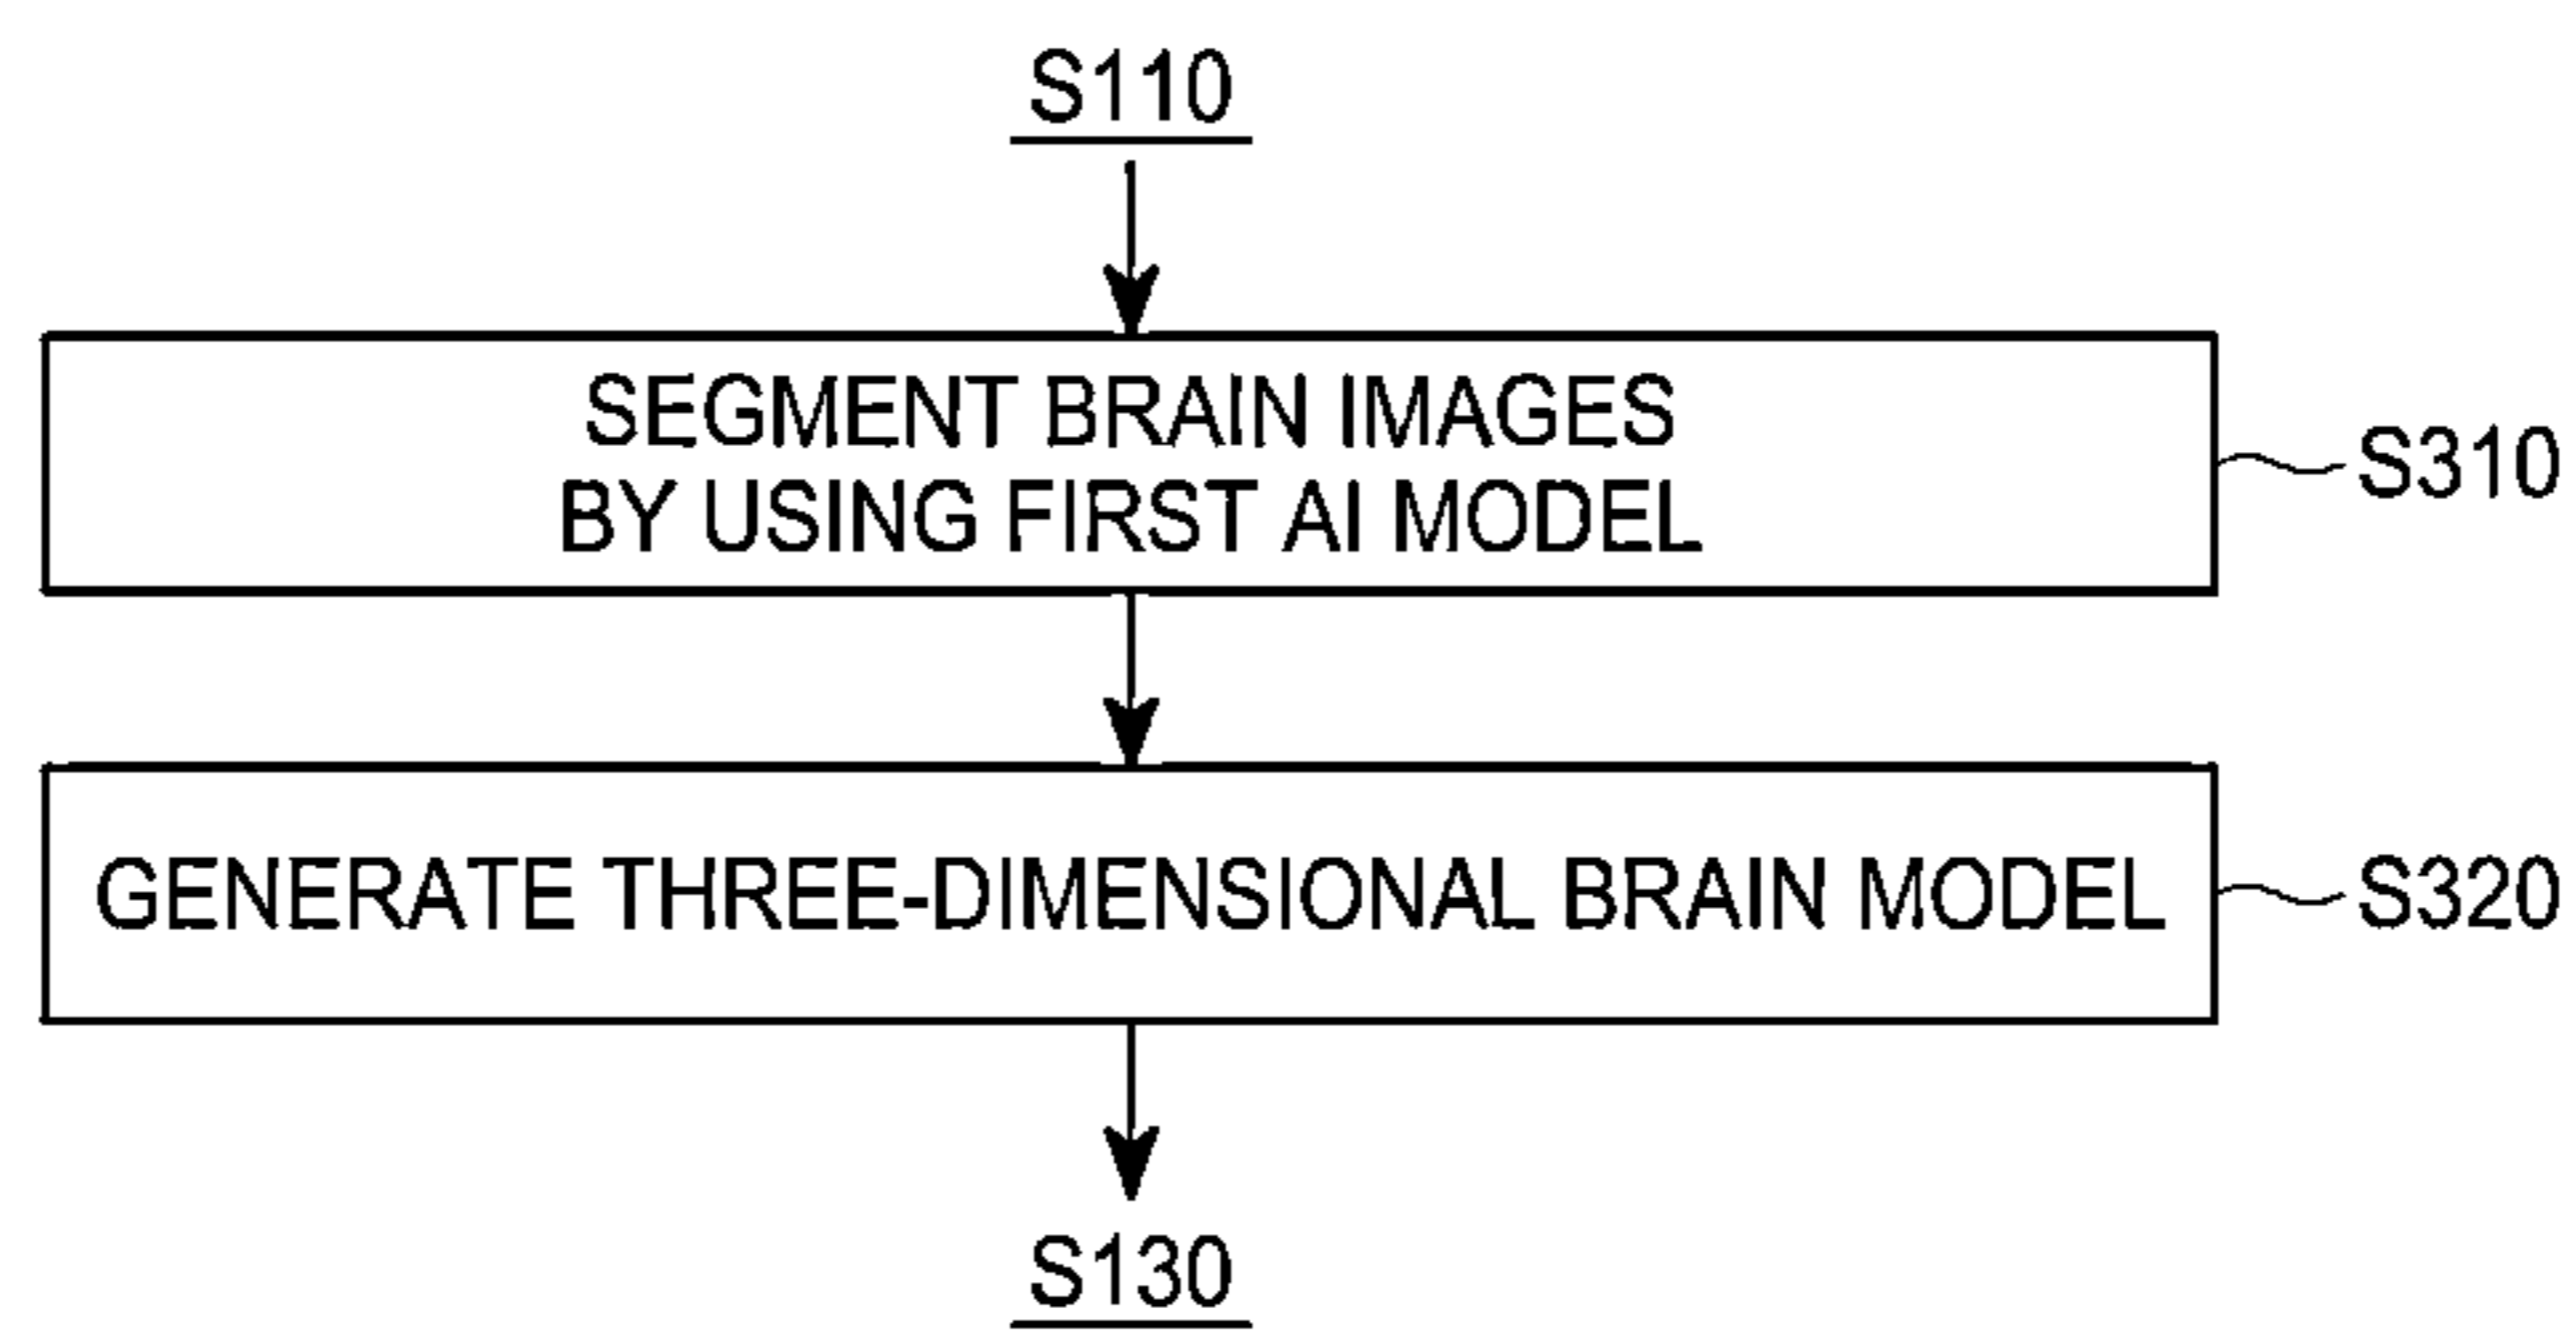 S110
SEGMENT BRAIN IMAGES
BY USING FIRST AI MODEL
S310
GENERATE THREE-DIMENSIONAL BRAIN MODEL
S320
S130